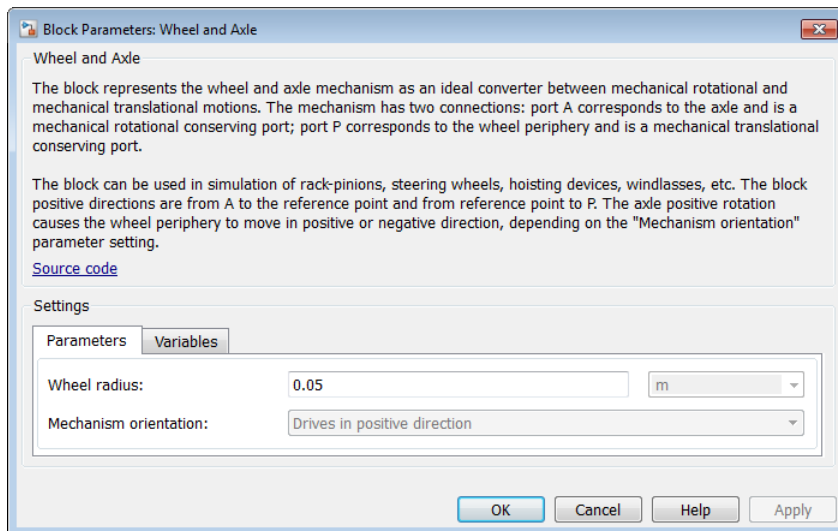 Block Parameters: Wheel and Axle
Wheel and Axle
The block represents the wheel and axle mechanism as an ideal converter between mechanical rotational and
mechanical translational motions. The mechanism has two connections: port A corresponds to the axle and is a
mechanical rotational conserving port; port P corresponds to the wheel periphery and is a mechanical translational
conserving port.
The block can be used in simulation of rack-pinions, steering wheels, hoisting devices, windlasses, etc. The block
positive directions are from A to the reference point and from reference point to P. The axle positive rotation
causes the wheel periphery to move in positive or negative direction, depending on the "Mechanism orientation"
parameter setting.
Source code
Settings
Parameters Variables
Wheel radius: 0.05 m
Mechanism orientation: Drives in positive direction
OK Cancel Help Apply